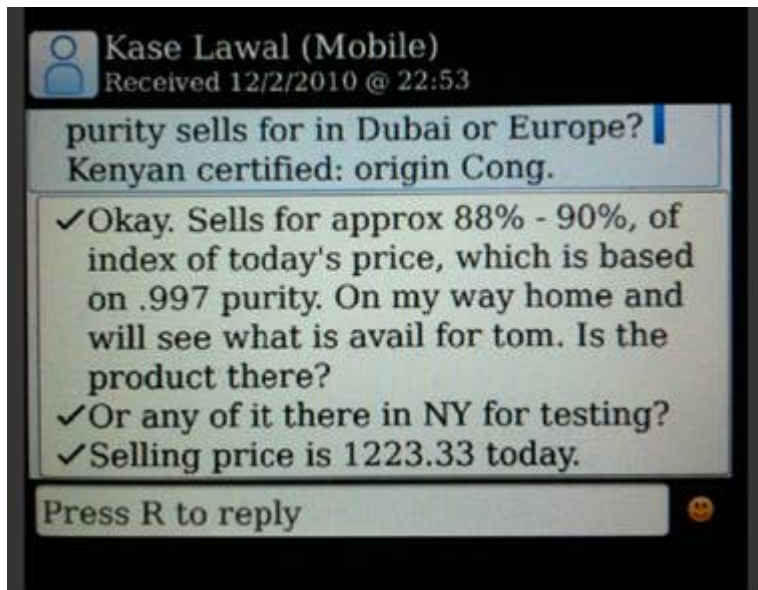 Kase Lawal (Mobile)
Received 12/2/2010 @ 22:53
purity sells for in Dubai or Europe?
Kenyan certified: origin Cong.
✓Okay. Sells for approx 88% - 90%, of
index of today's price, which is based
on .997 purity. On my way home and
will see what is avail for tom. Is the
product there?
✓Or any of it there in NY for testing?
✓Selling price is 1223.33 today.
Press R to reply